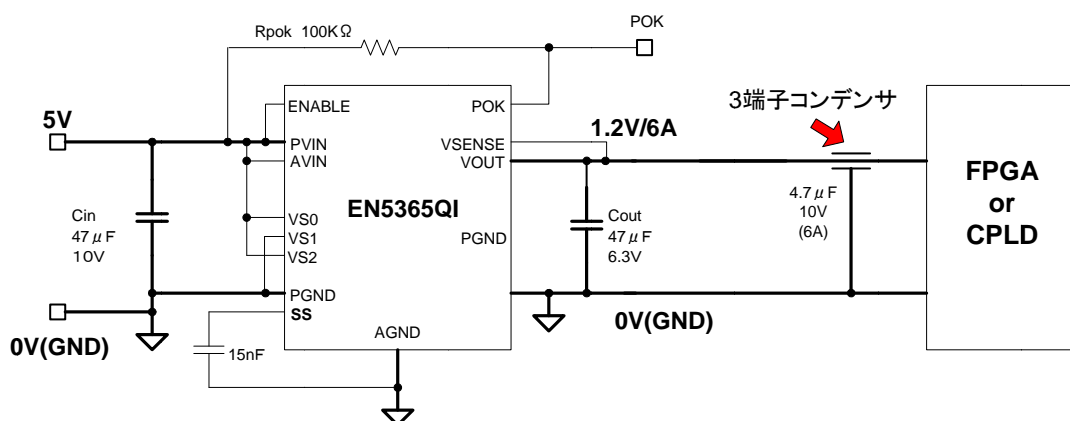 POK
Rpok 100KΩ
ENABLE
POK
3端子コンデンサ
5V
1.2V/6A
PVIN
VSENSE
AVIN
VOUT
FPGA
or
CPLD
EN5365QI
4.7μF
10V
(6A)
Cin
47μF
10V
VS0
VS1
VS2
PGND
Cout
47μF
6.3V
PGND
SS
0V(GND)
0V(GND)
AGND
15nF